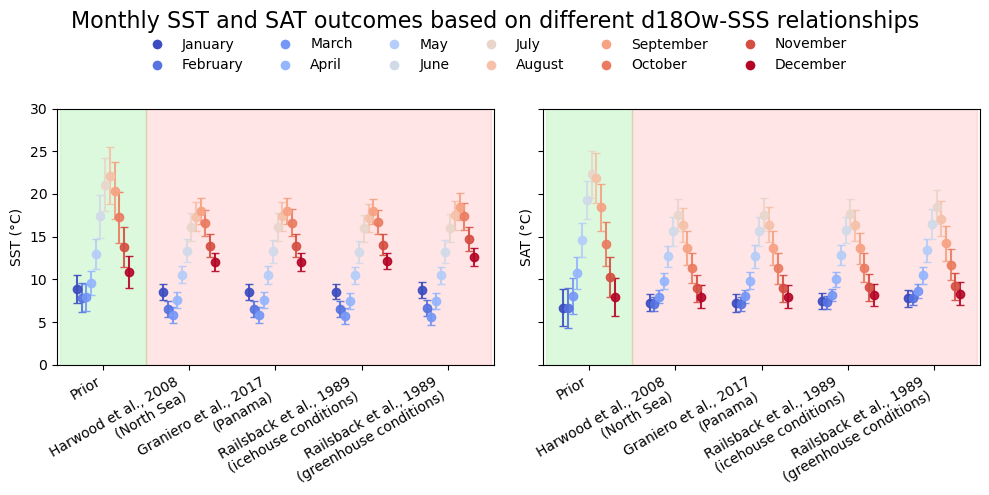 Monthly SST and SAT outcomes based on different d18Ow-SSS relationships
January
March
May
July
September
November
February
April
June
August
October
December
SST (°C)
30
25
20
15
10
5
0
Prior
Harwood et al., 2008
(North Sea)
Graniero et al., 2017
(Panama)
Railsback et al., 1989
(icehouse conditions)
Railsback et al., 1989
(greenhouse conditions)
SAT (°C)
Prior
Harwood et al., 2008
(North Sea)
Graniero et al., 2017
(Panama)
Railsback et al., 1989
(icehouse conditions)
Railsback et al., 1989
(greenhouse conditions)